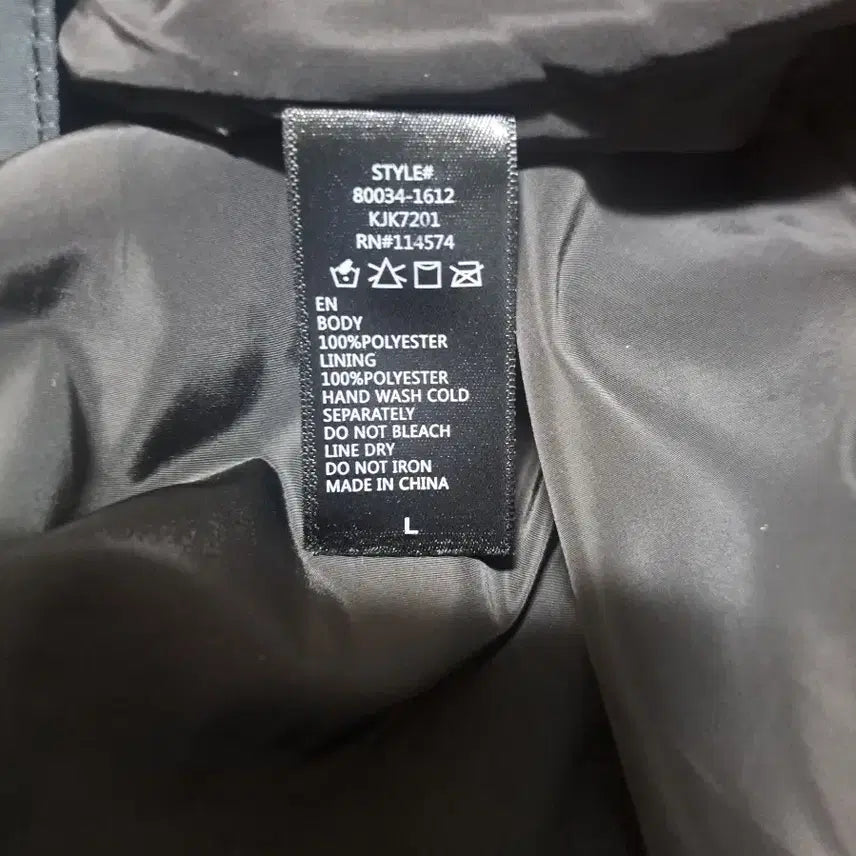 STYLE#
80034-1612
KJK7201
RN#114574
EN
BODY
100%POLYESTER
LINING
100%POLYESTER
HAND WASH COLD
SEPARATELY
DO NOT BLEACH
LINE DRY
DO NOT IRON
MADE IN CHINA
L